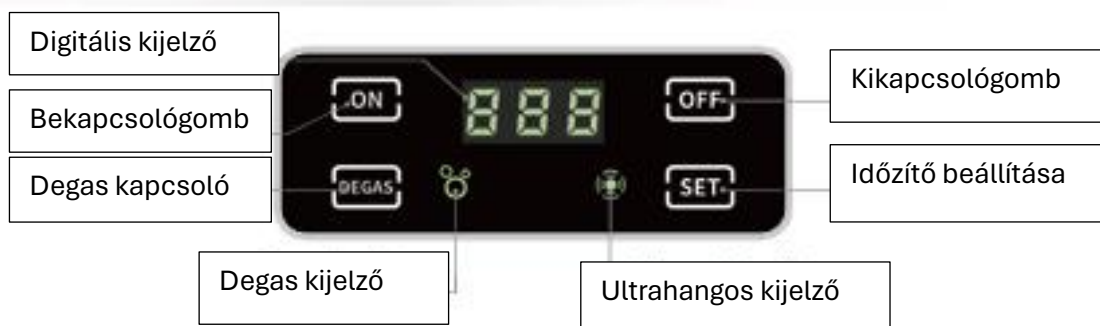 Digitális kijelző
Bekapcsológomb
Degas kapcsoló
ON
888
OFF
DEGAS
SET
Kikapcsológomb
Időzítő beállítása
Degas kijelző
Ultrahangos kijelző